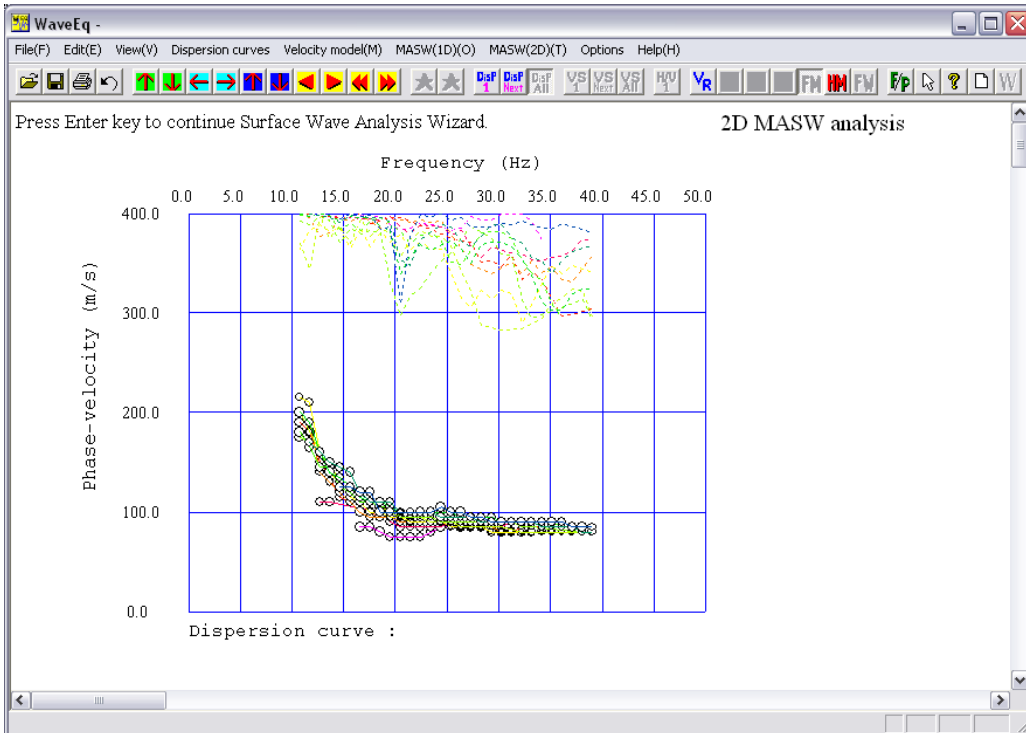 WaveEq -
File(F) Edit(E) View(V) Dispersion curves Velocity model(M) MASW(1D)(O) MASW(2D)(T) Options Help(H)
DisP 1 DisP Next DisP All VS 1 VS Next VS All H/V 1 VR FM HM FW F/p ? W
Press Enter key to continue Surface Wave Analysis Wizard.
2D MASW analysis
Frequency (Hz)
0.0 5.0 10.0 15.0 20.0 25.0 30.0 35.0 40.0 45.0 50.0
400.0
300.0
200.0
100.0
0.0
Phase-velocity (m/s)
Dispersion curve :